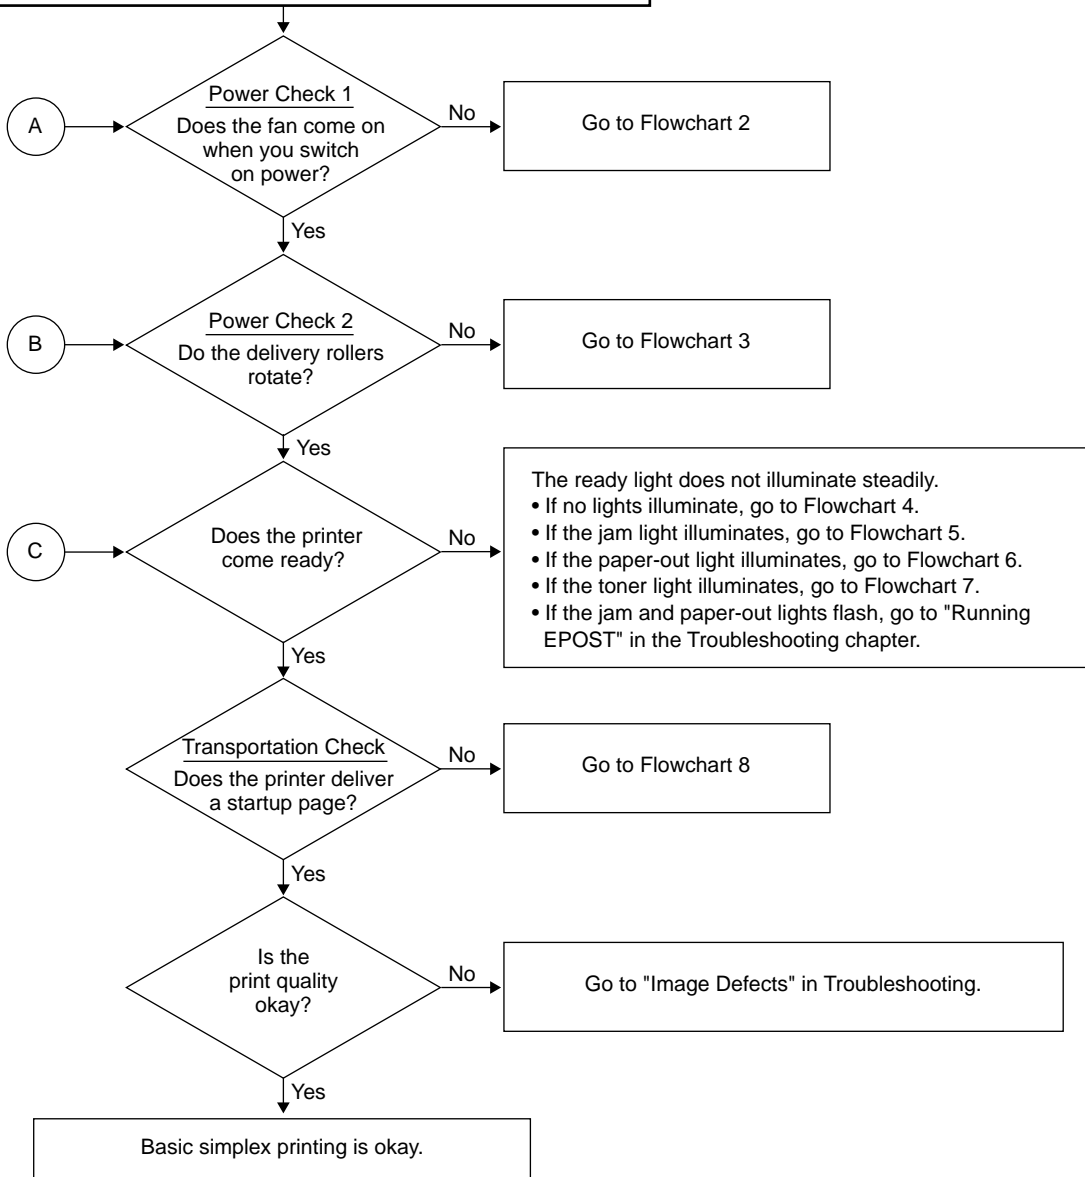 Power Check 1
Does the fan come on
when you switch
on power?
A
No
Go to Flowchart 2
Yes
Power Check 2
Do the delivery rollers
rotate?
B
No
Go to Flowchart 3
Yes
Does the printer
come ready?
C
No
The ready light does not illuminate steadily.
• If no lights illuminate, go to Flowchart 4.
• If the jam light illuminates, go to Flowchart 5.
• If the paper-out light illuminates, go to Flowchart 6.
• If the toner light illuminates, go to Flowchart 7.
• If the jam and paper-out lights flash, go to "Running
EPOST" in the Troubleshooting chapter.
Yes
Transportation Check
Does the printer deliver
a startup page?
No
Go to Flowchart 8
Yes
Is the
print quality
okay?
No
Go to "Image Defects" in Troubleshooting.
Yes
Basic simplex printing is okay.